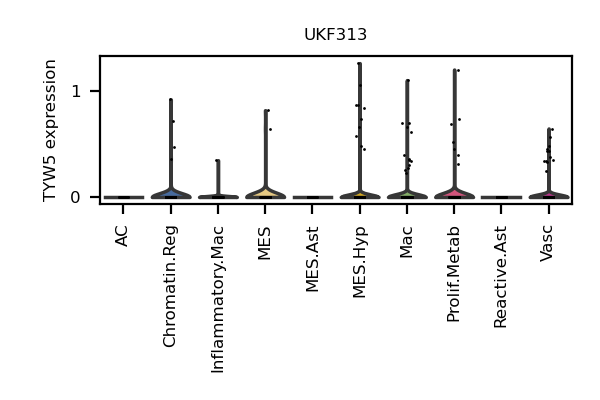 UKF313
TYW5 expression
1
0
AC
Chromatin.Reg
Inflammatory.Mac
MES
MES.Ast
MES.Hyp
Mac
Prolif.Metab
Reactive.Ast
Vasc